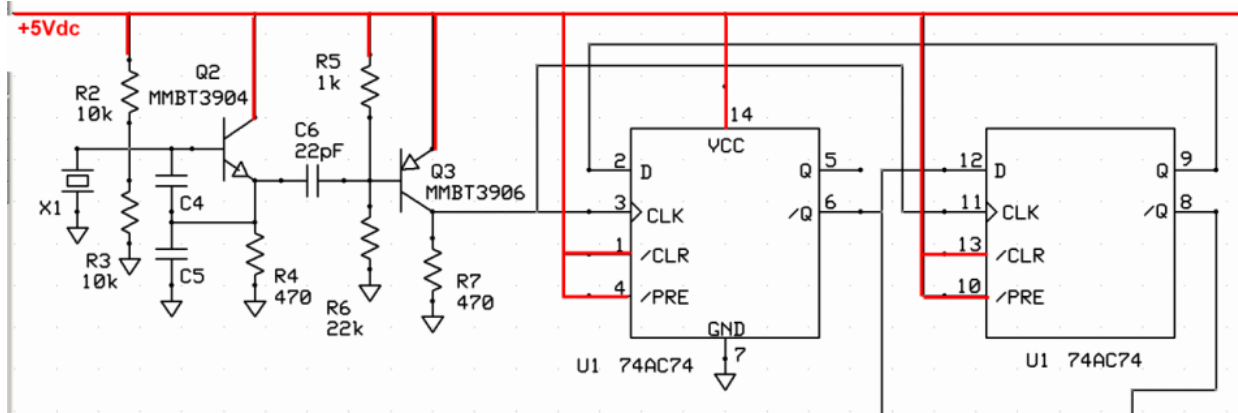 +5Vdc
R2
10k
R3
10k
X1
Q2
MMBT3904
C4
C5
R4
470
C6
22pF
R5
1k
R6
22k
Q3
MMBT3906
R7
470
14
VCC
2 D
Q 5
3 CLK
/Q 6
1 /CLR
4 /PRE
GND
7
U1 74AC74
12 D
Q 9
11 CLK
/Q 8
13 /CLR
10 /PRE
U1 74AC74